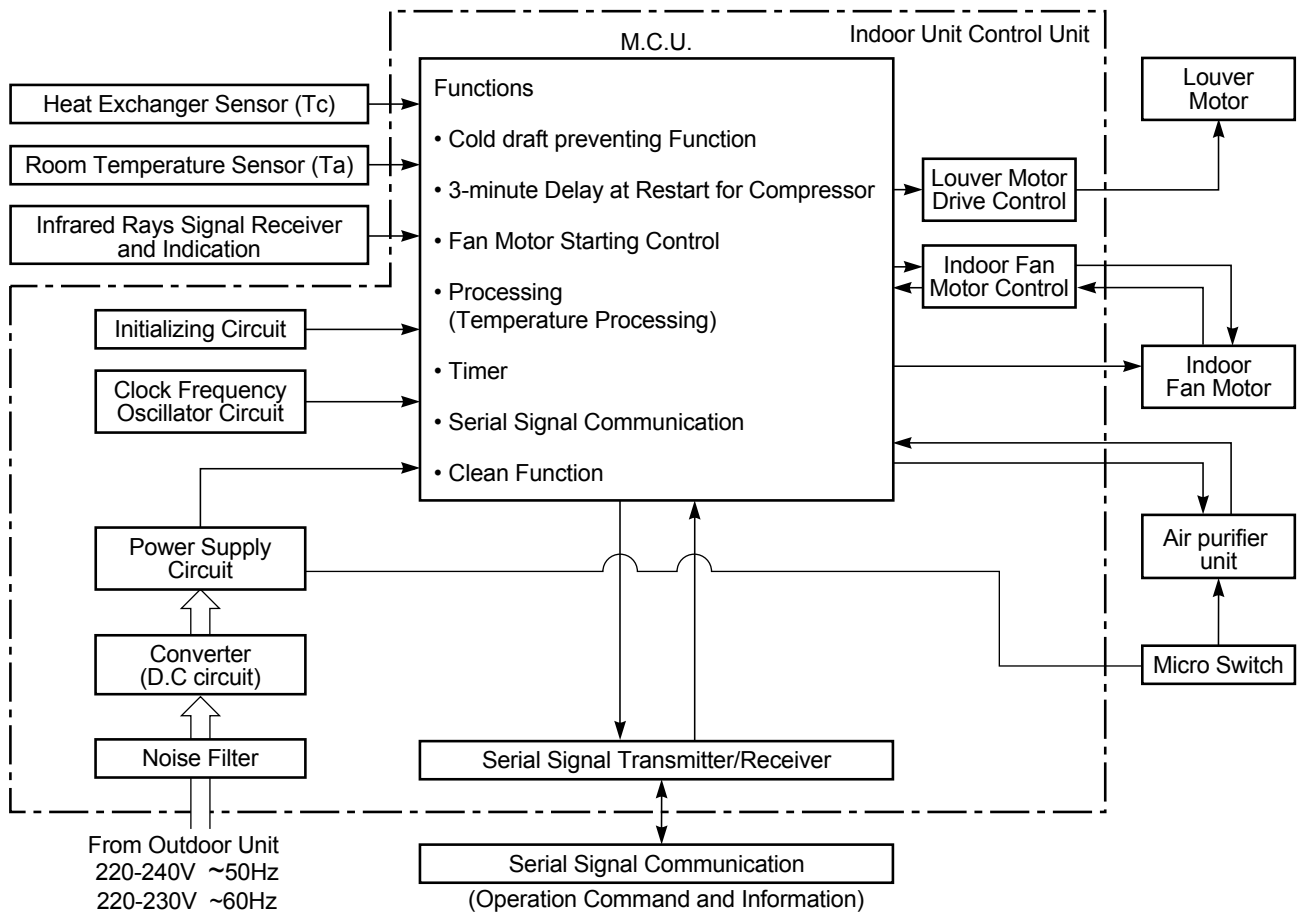 Indoor Unit Control Unit
M.C.U.
Functions
• Cold draft preventing Function
• 3-minute Delay at Restart for Compressor
• Fan Motor Starting Control
• Processing
(Temperature Processing)
• Timer
• Serial Signal Communication
• Clean Function
Heat Exchanger Sensor (Tc)
Room Temperature Sensor (Ta)
Infrared Rays Signal Receiver
and Indication
Initializing Circuit
Clock Frequency
Oscillator Circuit
Power Supply
Circuit
Converter
(D.C circuit)
Noise Filter
From Outdoor Unit
220-240V ~50Hz
220-230V ~60Hz
Louver
Motor
Louver Motor
Drive Control
Indoor Fan
Motor Control
Indoor
Fan Motor
Air purifier
unit
Micro Switch
Serial Signal Transmitter/Receiver
Serial Signal Communication
(Operation Command and Information)